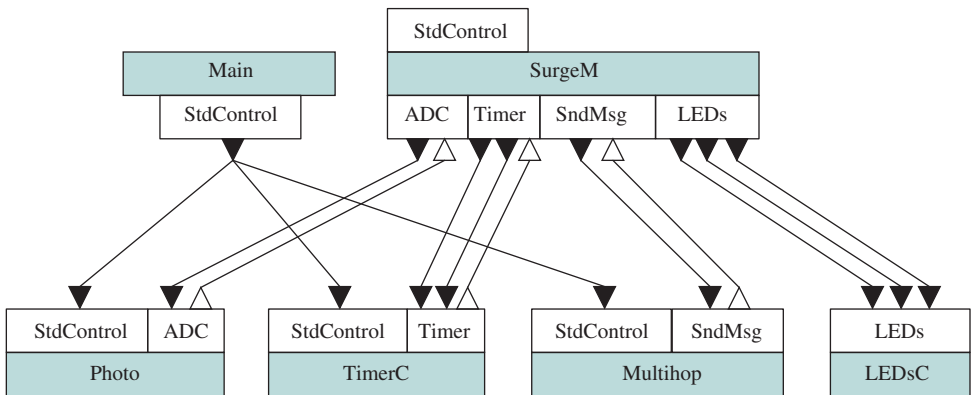 StdControl
Main
SurgeM
StdControl
ADC
Timer
SndMsg
LEDs
StdControl
ADC
StdControl
Timer
StdControl
SndMsg
LEDs
Photo
TimerC
Multihop
LEDsC